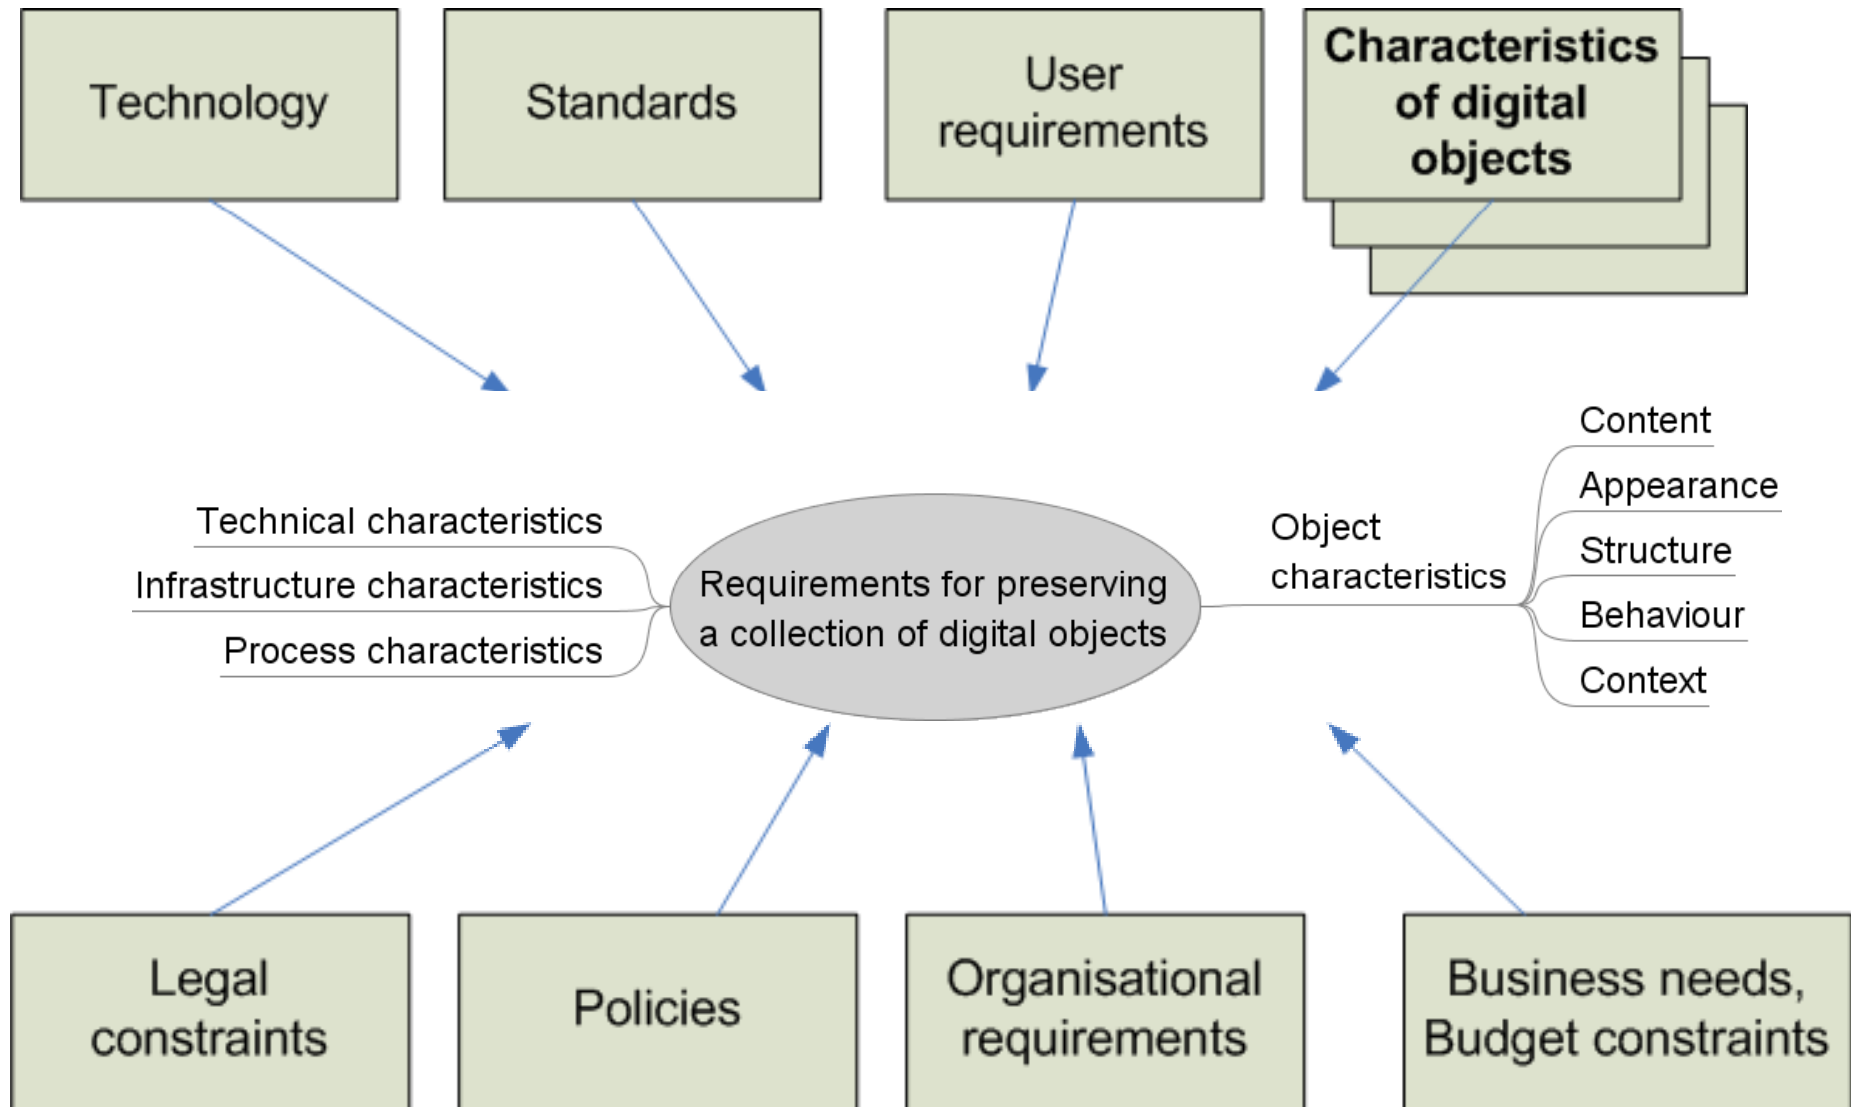 Technology
Standards
User
requirements
Characteristics
of digital
objects
Technical characteristics
Infrastructure characteristics
Process characteristics
Requirements for preserving
a collection of digital objects
Object
characteristics
Content
Appearance
Structure
Behaviour
Context
Legal
constraints
Policies
Organisational
requirements
Business needs,
Budget constraints